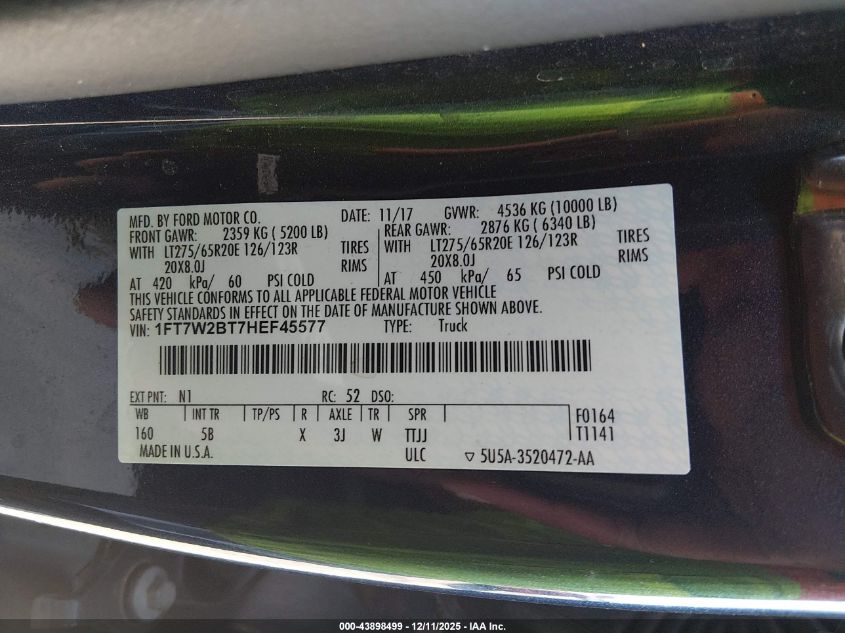 MFD. BY FORD MOTOR CO. DATE: 11/17 GVWR: 4536 KG (10000 LB)
FRONT GAWR: 2359 KG ( 5200 LB) REAR GAWR: 2876 KG ( 6340 LB)
WITH LT275/65R20E 126/123R TIRES WITH LT275/65R20E 126/123R TIRES
20X8.0J RIMS 20X8.0J RIMS
AT 420 kPa/ 60 PSI COLD AT 450 kPa/ 65 PSI COLD
THIS VEHICLE CONFORMS TO ALL APPLICABLE FEDERAL MOTOR VEHICLE
SAFETY STANDARDS IN EFFECT ON THE DATE OF MANUFACTURE SHOWN ABOVE.
VIN: 1FT7W2BT7HEF45577 TYPE: Truck
EXT PNT: N1 RC: 52 DSO:
WB INT TR TP/PS R AXLE TR SPR F0164
160 5B X 3J W TTJJ T1141
MADE IN U.S.A. ULC ▽ 5U5A-3520472-AA
000-43898499 - 12/11/2025 - IAA Inc.